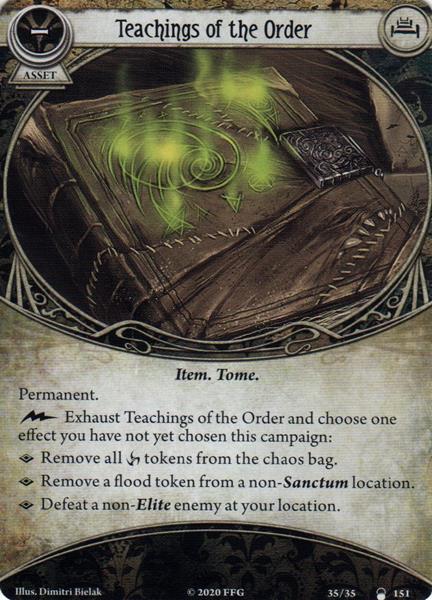 Teachings of the Order
ASSET
Item. Tome.
Permanent.
Exhaust Teachings of the Order and choose one
effect you have not yet chosen this campaign:
Remove all tokens from the chaos bag.
Remove a flood token from a non-Sanctum location.
Defeat a non-Elite enemy at your location.
Illus. Dimitri Bielak
© 2020 FFG
35/35
151